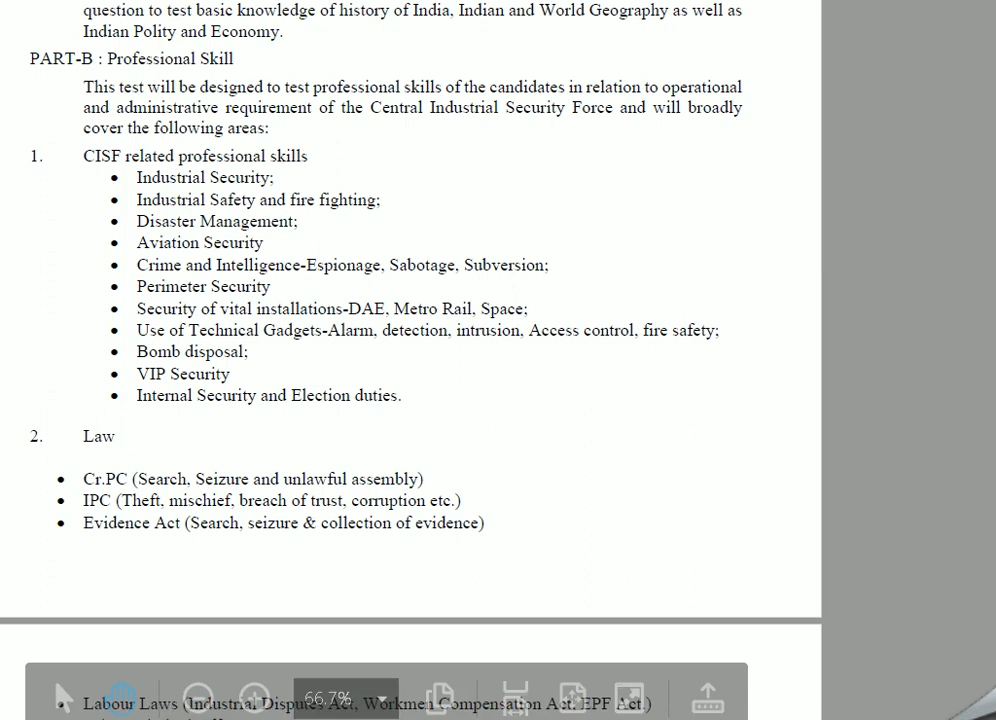 question to test basic knowledge of history of India, Indian and World Geography as well as
Indian Polity and Economy.
PART-B : Professional Skill
This test will be designed to test professional skills of the candidates in relation to operational
and administrative requirement of the Central Industrial Security Force and will broadly
cover the following areas:
1. CISF related professional skills
• Industrial Security;
• Industrial Safety and fire fighting;
• Disaster Management;
• Aviation Security
• Crime and Intelligence-Espionage, Sabotage, Subversion;
• Perimeter Security
• Security of vital installations-DAE, Metro Rail, Space;
• Use of Technical Gadgets-Alarm, detection, intrusion, Access control, fire safety;
• Bomb disposal;
• VIP Security
• Internal Security and Election duties.
2. Law
• Cr.PC (Search, Seizure and unlawful assembly)
• IPC (Theft, mischief, breach of trust, corruption etc.)
• Evidence Act (Search, seizure & collection of evidence)
66.7%
• Labour Laws (Industrial Disputes Act, Workmen Compensation Act, EPF Act.)